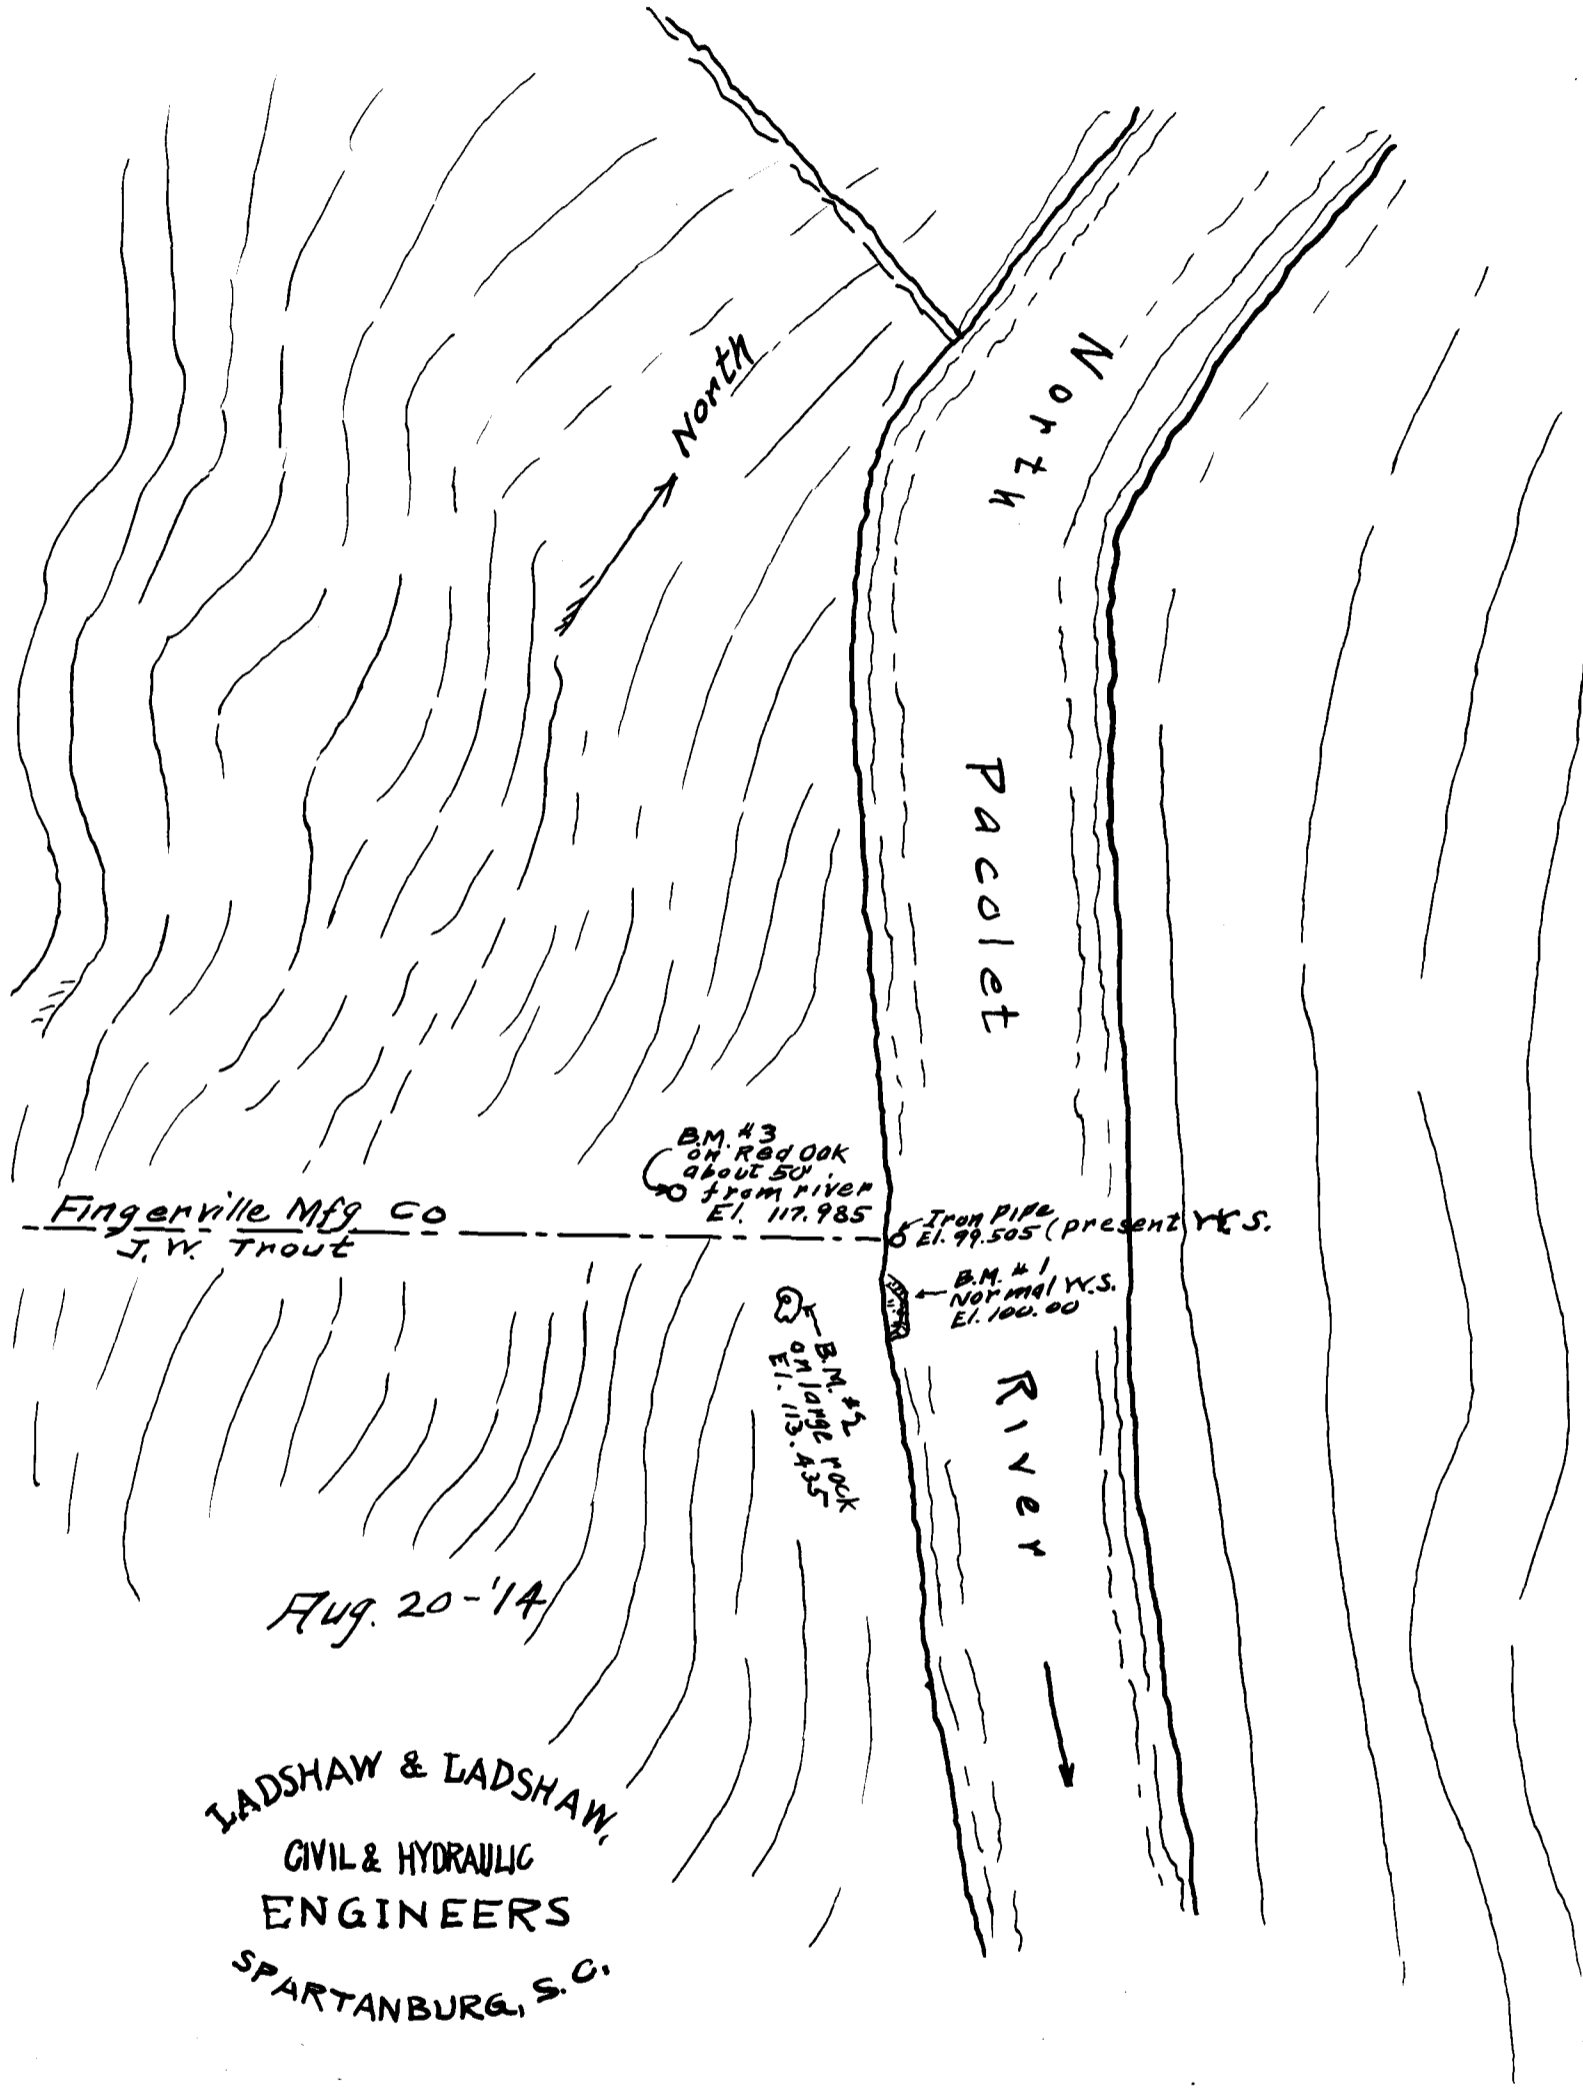 North
North
Pacolet
River
B.M. #3
on Red Oak
about 50'
from river
El. 117.985
Fingerville Mfg Co
J. W. Trout
Iron Pipe
El. 99.505 (present W.S.
B.M. #1
Normal W.S.
El. 100.00
B.M. #2
on large rock
El. 113.435
Aug. 20-'14
LADSHAW & LADSHAW,
CIVIL & HYDRAULIC
ENGINEERS
SPARTANBURG, S.C.